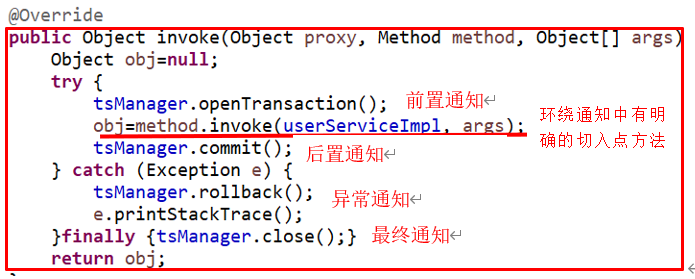 @Override
public Object invoke(Object proxy, Method method, Object[] args)
Object obj=null;
try {
tsManager.openTransaction(); 前置通知↵
obj=method.invoke(userServiceImpl, args); 环绕通知中有明
确的切入点方法
tsManager.commit(); 后置通知↵
} catch (Exception e) {
tsManager.rollback(); 异常通知↵
e.printStackTrace();
}finally {tsManager.close();} 最终通知↵
return obj;